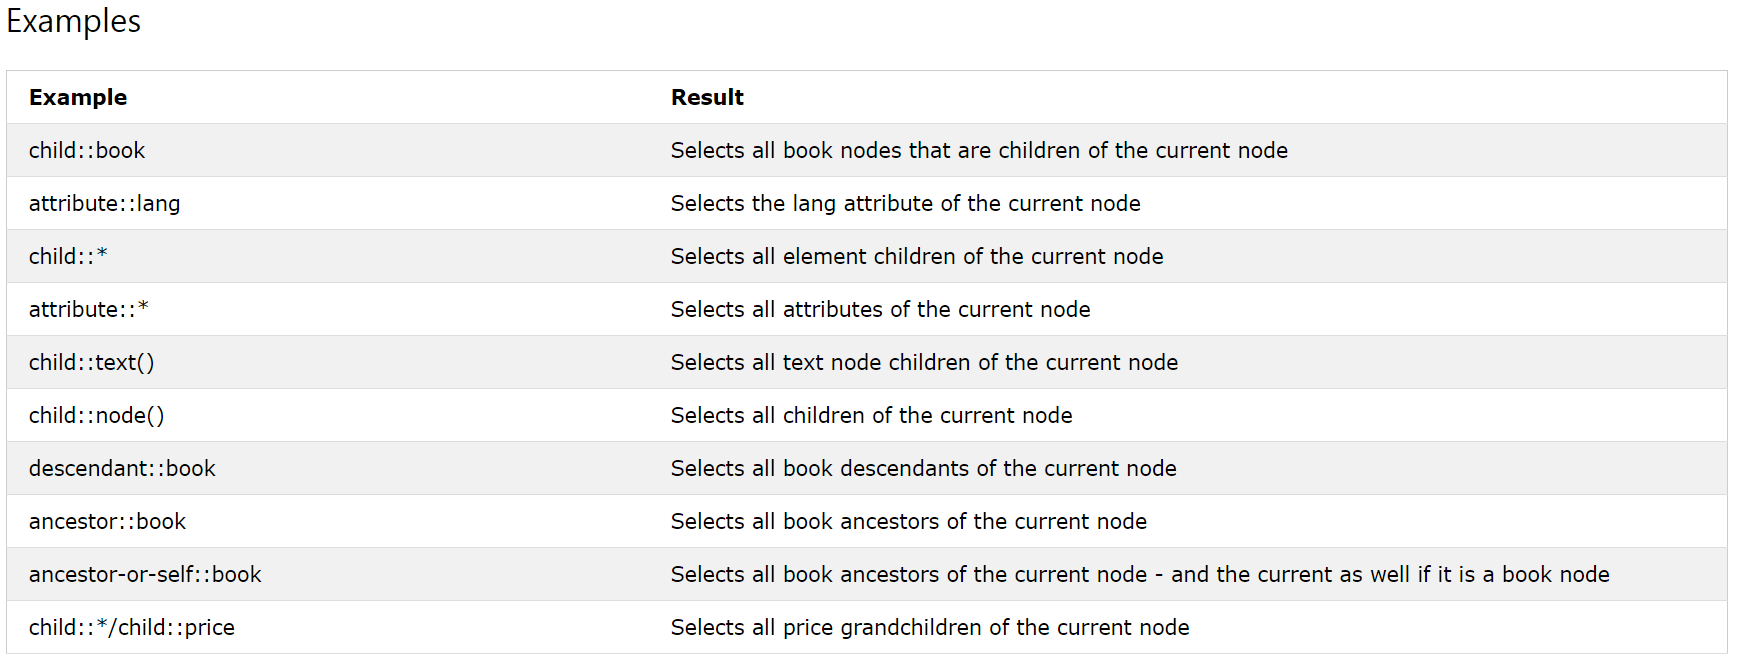 Examples
Example Result
child::book Selects all book nodes that are children of the current node
attribute::lang Selects the lang attribute of the current node
child::* Selects all element children of the current node
attribute::* Selects all attributes of the current node
child::text() Selects all text node children of the current node
child::node() Selects all children of the current node
descendant::book Selects all book descendants of the current node
ancestor::book Selects all book ancestors of the current node
ancestor-or-self::book Selects all book ancestors of the current node - and the current as well if it is a book node
child::*/child::price Selects all price grandchildren of the current node